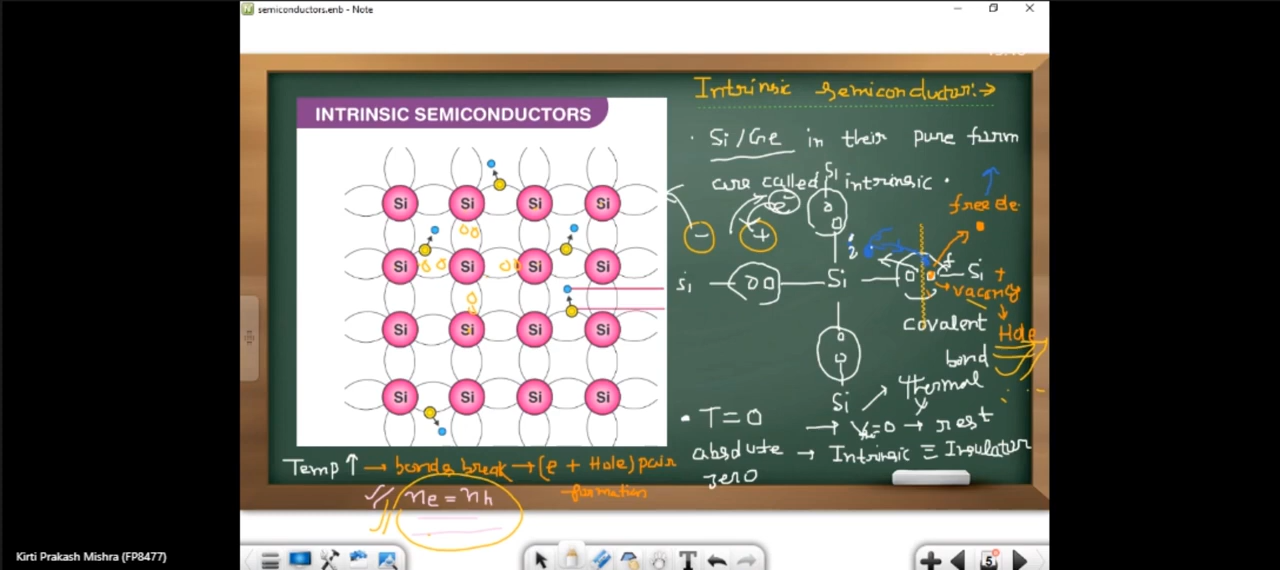 semiconductors.enb - Note
Intrinsic semiconductor:→
INTRINSIC SEMICONDUCTORS
· Si/Ge in their pure form
are called intrinsic.
Si
free
Si Si Si Si
Si Si Si Si
Si Si Si Si
Si Si Si Si
- + e-
Si Si Si +
vacancy
Hole
covalent
bond
Si
Thermal
• T=0
→ =0 → rest
absolute → Intrinsic ≡ Insulator
zero
Temp ↑ → bonds break → (e + Hole) pair
formation
ne = nh
Kirti Prakash Mishra (FP8477)
T
5